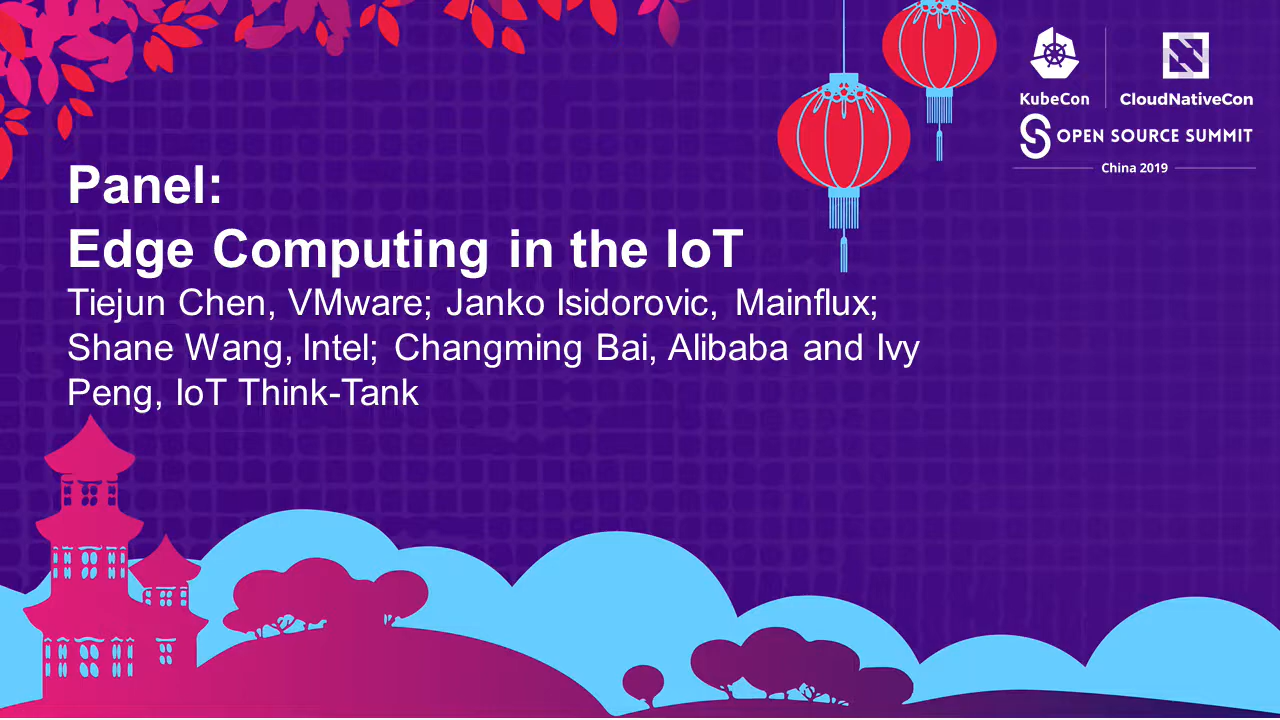 KubeCon
CloudNativeCon
OPEN SOURCE SUMMIT
China 2019
Panel:
Edge Computing in the IoT
Tiejun Chen, VMware; Janko Isidorovic, Mainflux;
Shane Wang, Intel; Changming Bai, Alibaba and Ivy
Peng, IoT Think-Tank